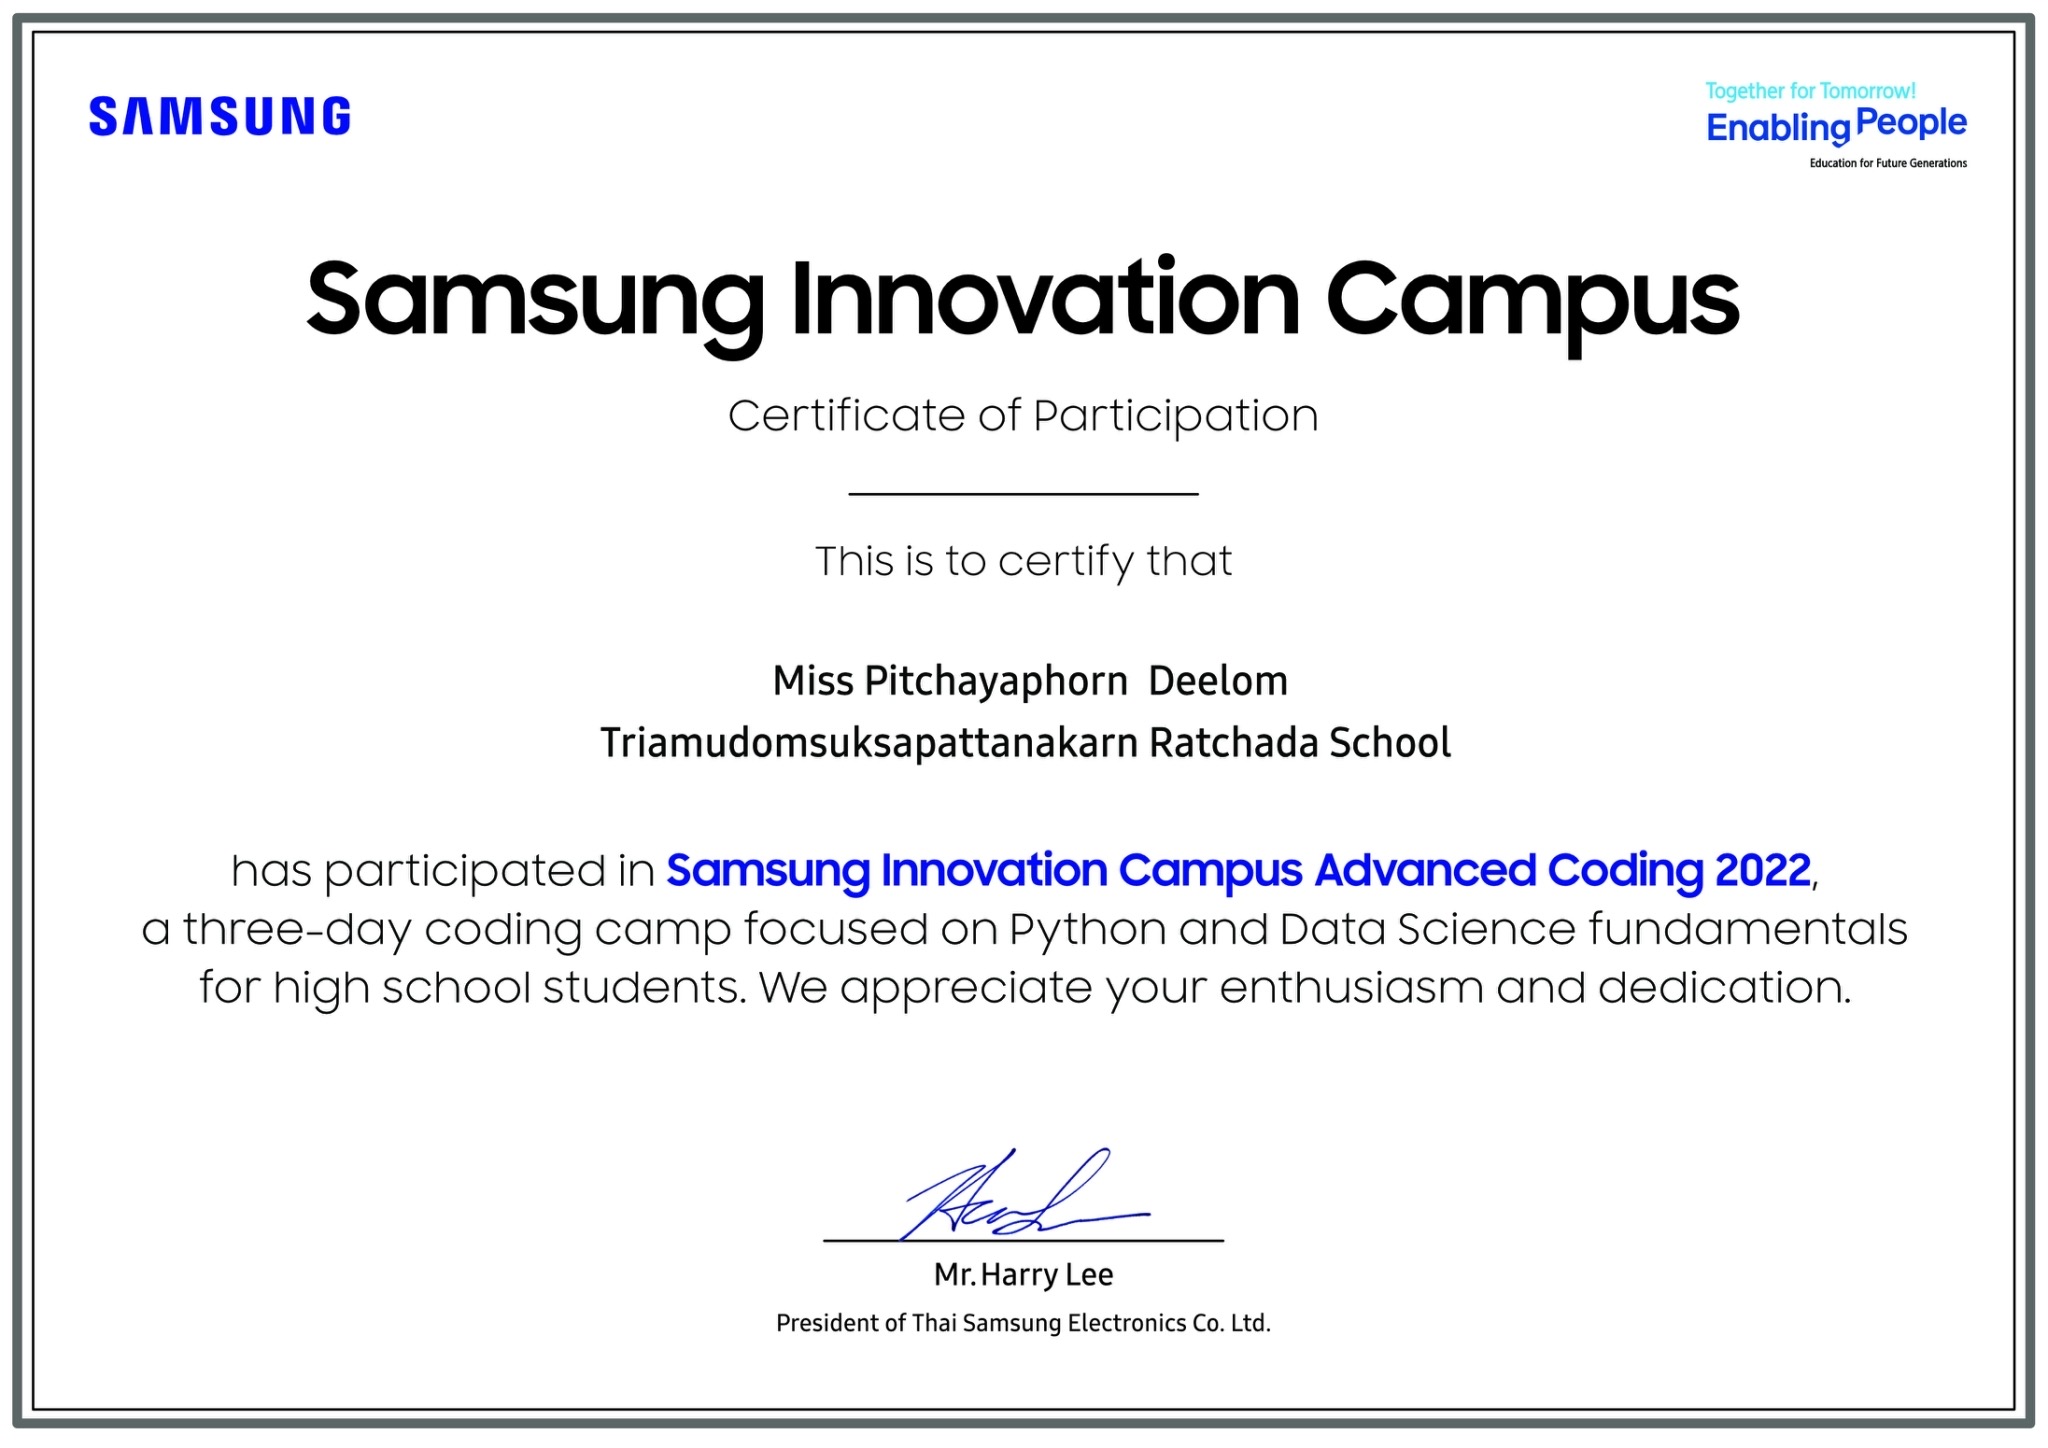 SAMSUNG
Together for Tomorrow!
Enabling People
Education for Future Generations
Samsung Innovation Campus
Certificate of Participation
This is to certify that
Miss Pitchayaphorn Deelom
Triamudomsuksapattanakarn Ratchada School
has participated in Samsung Innovation Campus Advanced Coding 2022,
a three-day coding camp focused on Python and Data Science fundamentals
for high school students. We appreciate your enthusiasm and dedication.
Mr. Harry Lee
President of Thai Samsung Electronics Co. Ltd.